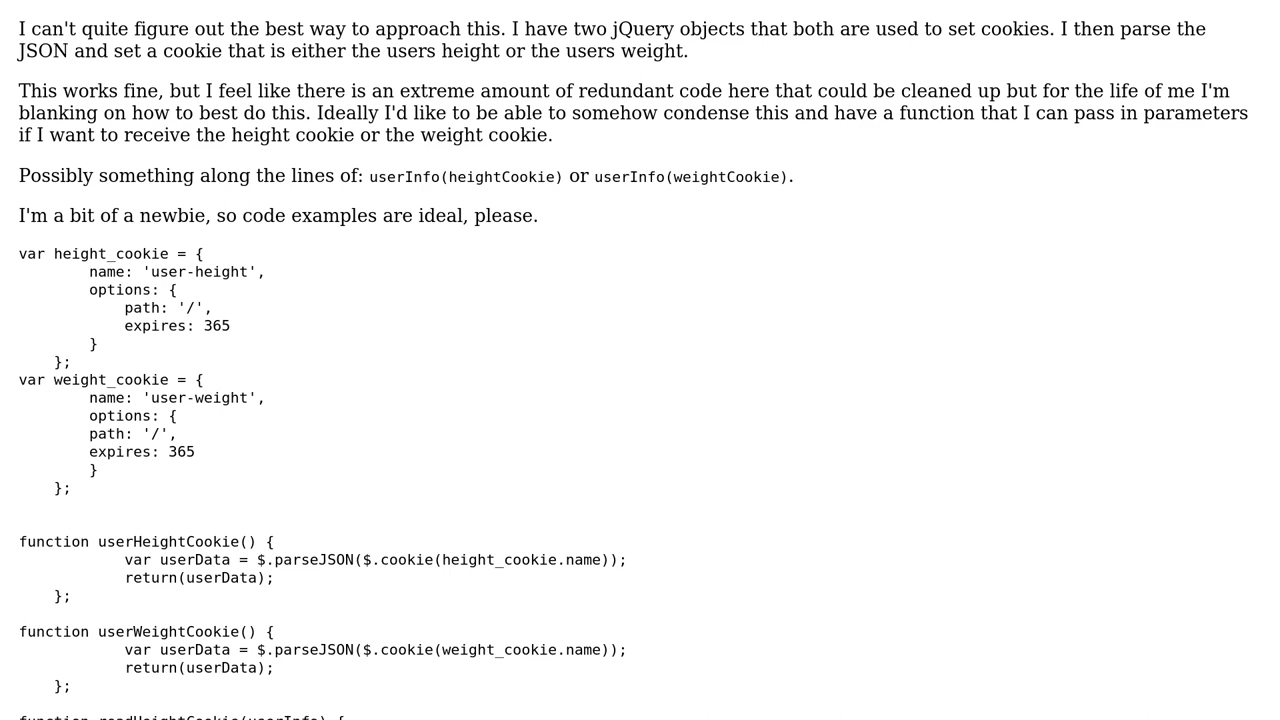 I can't quite figure out the best way to approach this. I have two jQuery objects that both are used to set cookies. I then parse the
JSON and set a cookie that is either the users height or the users weight.
This works fine, but I feel like there is an extreme amount of redundant code here that could be cleaned up but for the life of me I'm
blanking on how to best do this. Ideally I'd like to be able to somehow condense this and have a function that I can pass in parameters
if I want to receive the height cookie or the weight cookie.
Possibly something along the lines of: userInfo(heightCookie) or userInfo(weightCookie).
I'm a bit of a newbie, so code examples are ideal, please.
var height_cookie = {
        name: 'user-height',
        options: {
            path: '/',
            expires: 365
        }
    };
var weight_cookie = {
        name: 'user-weight',
        options: {
        path: '/',
        expires: 365
        }
    };
function userHeightCookie() {
            var userData = $.parseJSON($.cookie(height_cookie.name));
            return(userData);
    };
function userWeightCookie() {
            var userData = $.parseJSON($.cookie(weight_cookie.name));
            return(userData);
    };
function readHeightCookie(userInfo) {